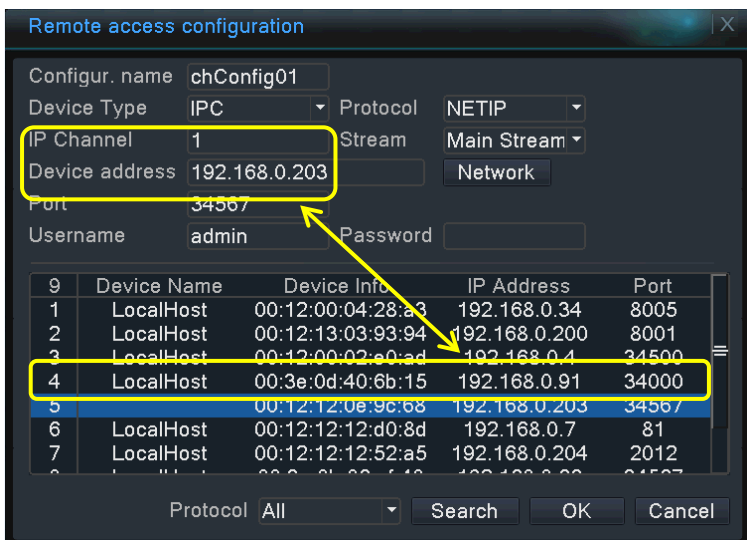 Remote access configuration X
Configur. name chConfig01
Device Type IPC Protocol NETIP
IP Channel 1 Stream Main Stream
Device address 192.168.0.203 Network
Port 34567
Username admin Password
9 Device Name Device Info IP Address Port
1 LocalHost 00:12:00:04:28:a3 192.168.0.34 8005
2 LocalHost 00:12:13:03:93:94 192.168.0.200 8001
3 LocalHost 00:12:00:02:e0:ad 192.168.0.4 34500
4 LocalHost 00:3e:0d:40:6b:15 192.168.0.91 34000
5 00:12:12:0e:9c:68 192.168.0.203 34567
6 LocalHost 00:12:12:12:d0:8d 192.168.0.7 81
7 LocalHost 00:12:12:12:52:a5 192.168.0.204 2012
Protocol All Search OK Cancel